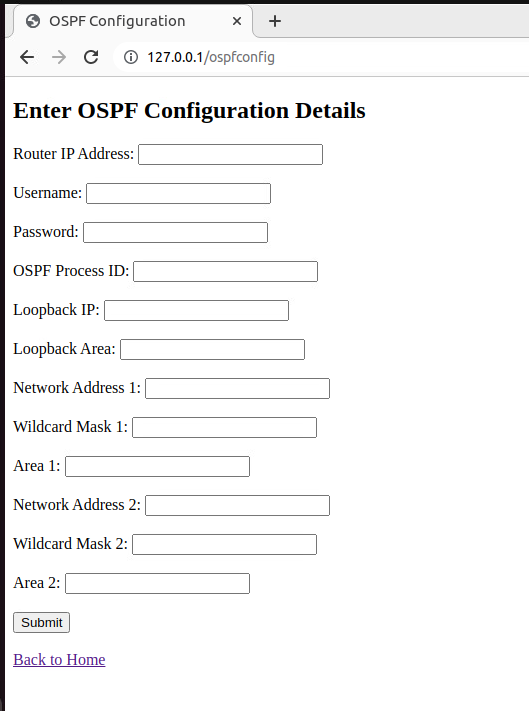 OSPF Configuration
127.0.0.1/ospfconfig
Enter OSPF Configuration Details
Router IP Address:
Username:
Password:
OSPF Process ID:
Loopback IP:
Loopback Area:
Network Address 1:
Wildcard Mask 1:
Area 1:
Network Address 2:
Wildcard Mask 2:
Area 2:
Submit
Back to Home